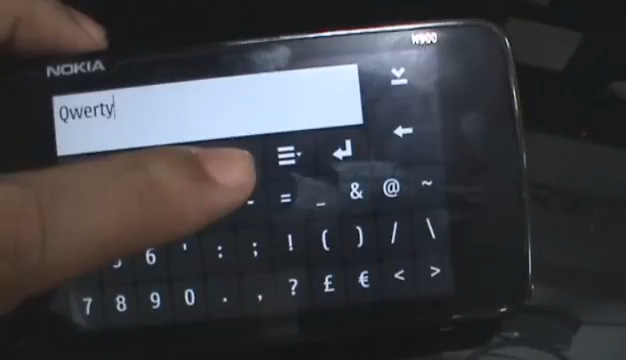 NOKIA
N900
Qwerty
- = _ & @ ~
6 ' : ; ! ( ) / \
7 8 9 0 . , ? £ € < >